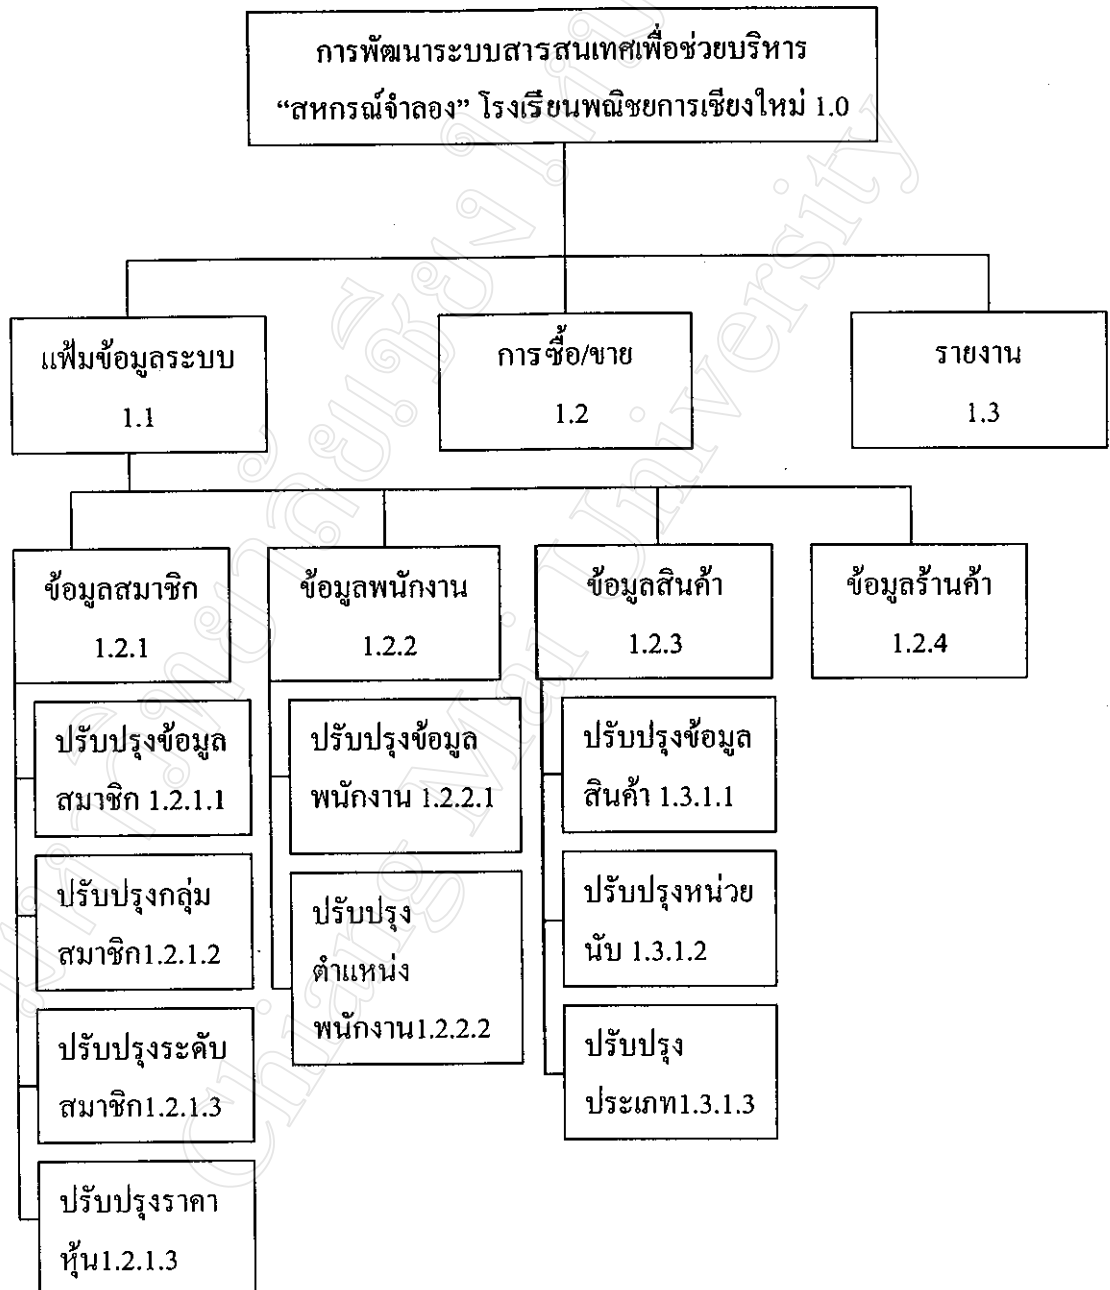 การพัฒนาระบบสารสนเทศเพื่อช่วยบริหาร
“สหกรณ์จำลอง” โรงเรียนพณิชยการเชียงใหม่ 1.0
แฟ้มข้อมูลระบบ
1.1
การซื้อ/ขาย
1.2
รายงาน
1.3
ข้อมูลสมาชิก
1.2.1
ข้อมูลพนักงาน
1.2.2
ข้อมูลสินค้า
1.2.3
ข้อมูลร้านค้า
1.2.4
ปรับปรุงข้อมูล
สมาชิก 1.2.1.1
ปรับปรุงกลุ่ม
สมาชิก1.2.1.2
ปรับปรุงระดับ
สมาชิก1.2.1.3
ปรับปรุงราคา
หุ้น1.2.1.3
ปรับปรุงข้อมูล
พนักงาน 1.2.2.1
ปรับปรุง
ตำแหน่ง
พนักงาน1.2.2.2
ปรับปรุงข้อมูล
สินค้า 1.3.1.1
ปรับปรุงหน่วย
นับ 1.3.1.2
ปรับปรุง
ประเภท1.3.1.3
Chiang Mai University